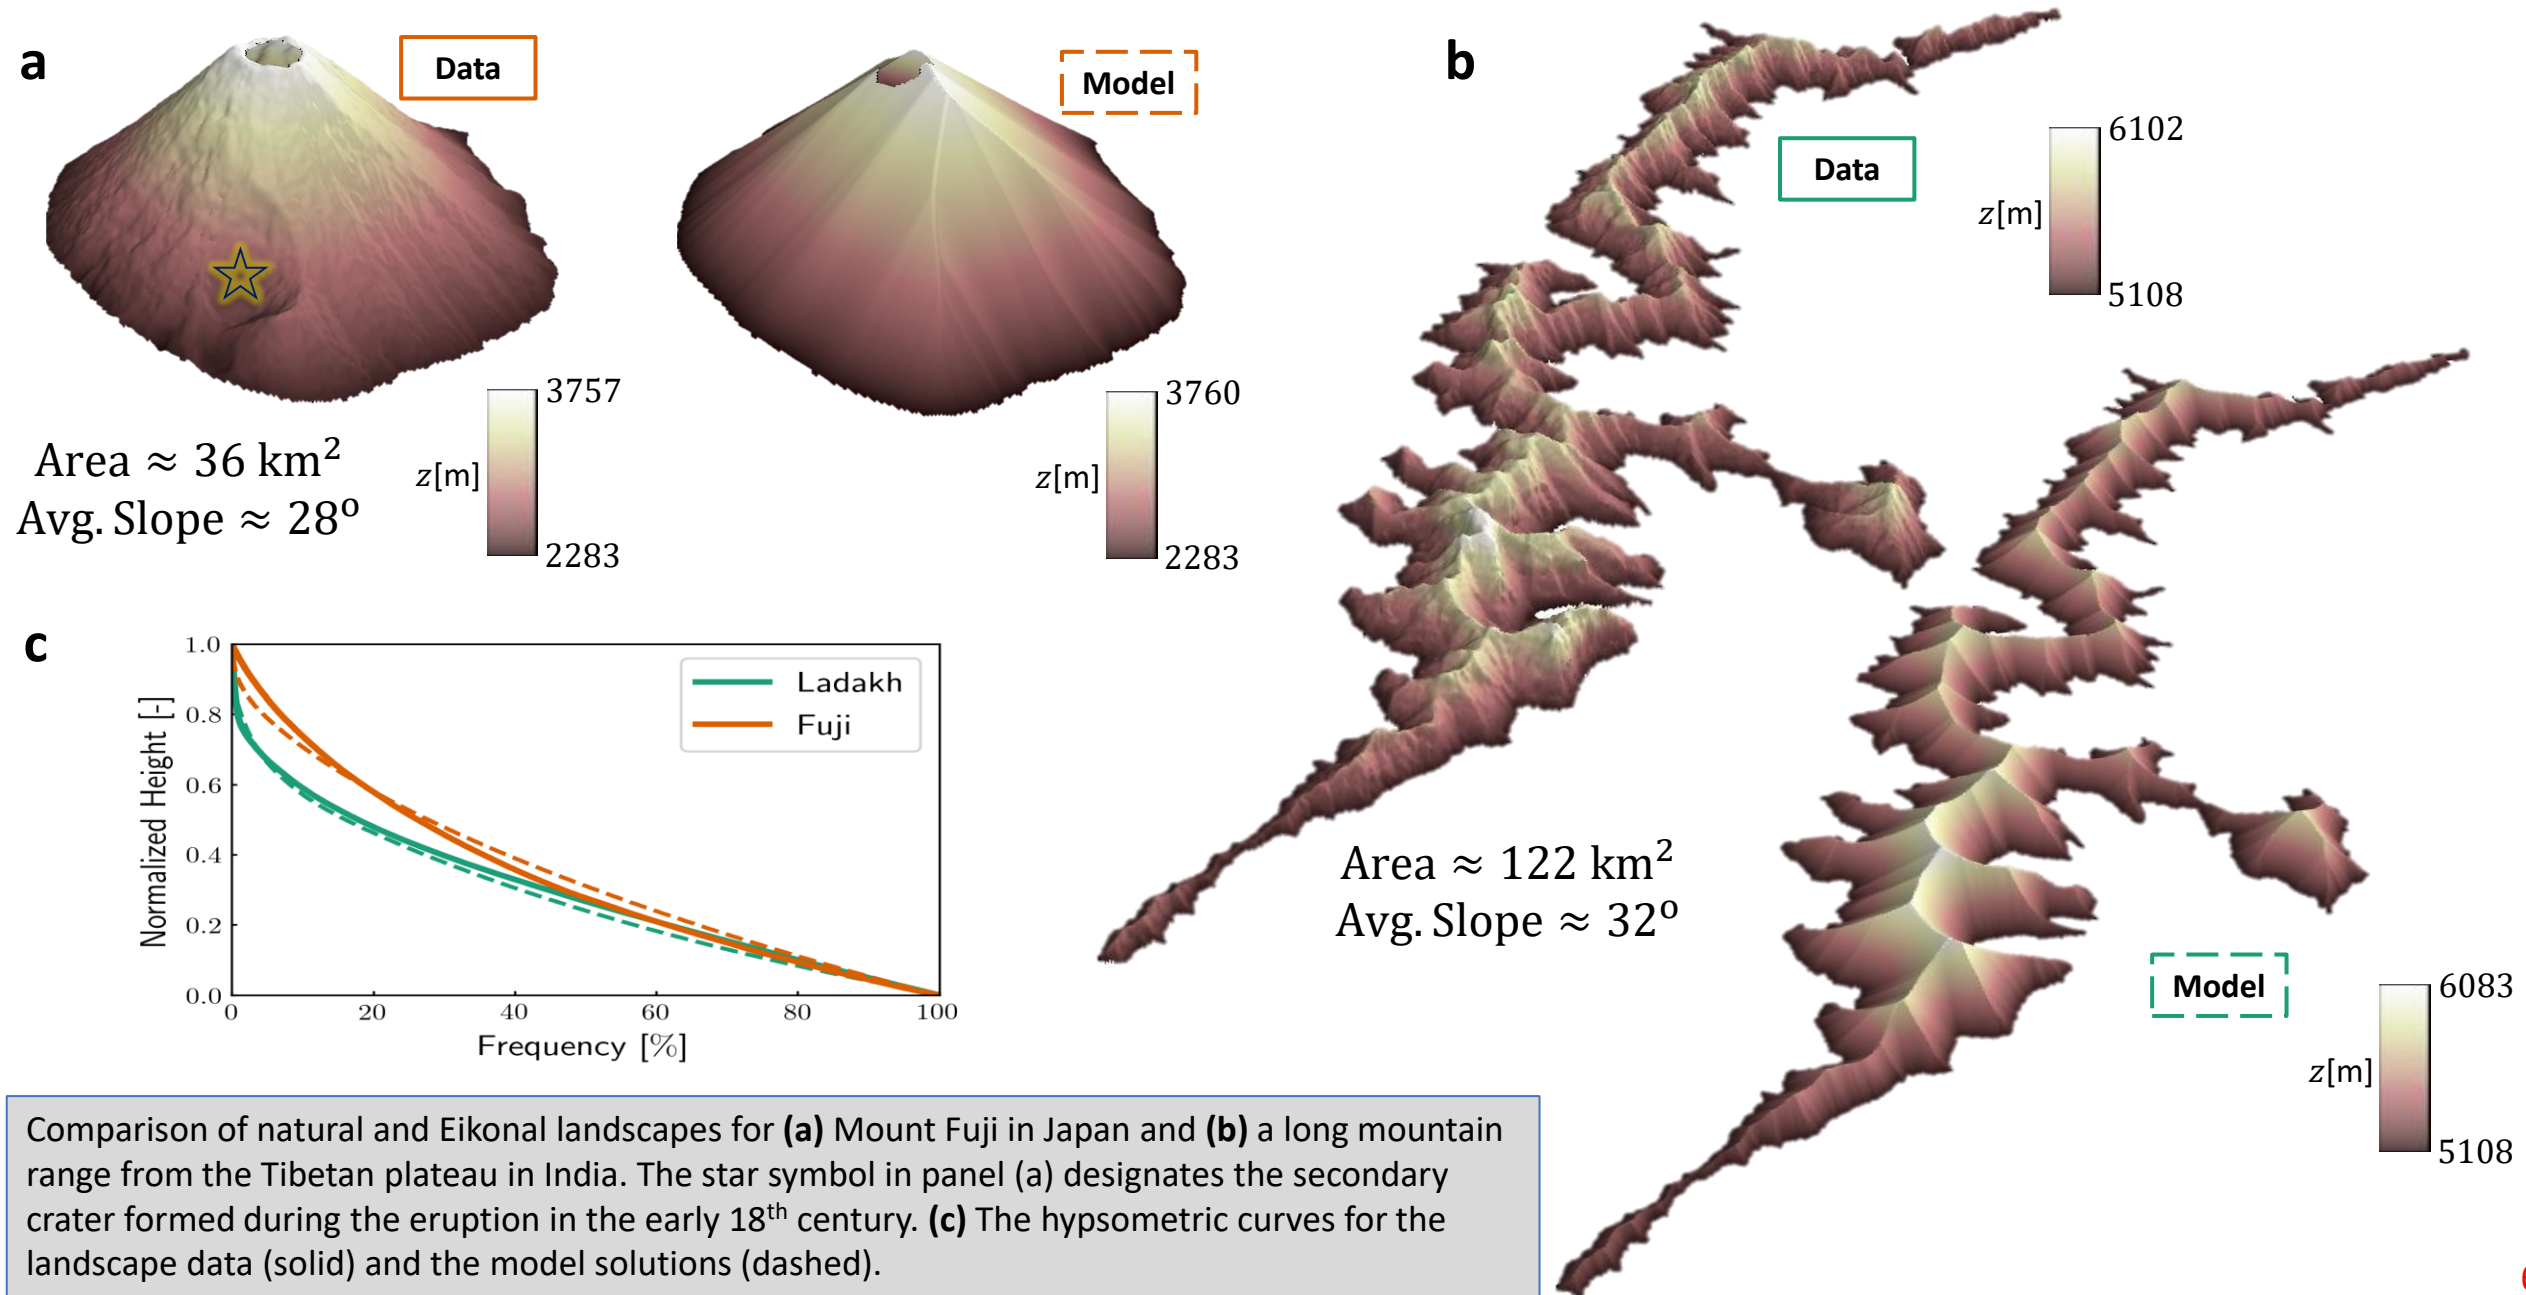 a
Data
Model
3757
z[m]
2283
3760
z[m]
2283
Area ≈ 36 km²
Avg. Slope ≈ 28º
b
Data
6102
z[m]
5108
Area ≈ 122 km²
Avg. Slope ≈ 32º
Model
6083
z[m]
5108
c
1.0
0.8
0.6
0.4
0.2
0.0
Normalized Height [-]
Ladakh
Fuji
0 20 40 60 80 100
Frequency [%]
Comparison of natural and Eikonal landscapes for (a) Mount Fuji in Japan and (b) a long mountain
range from the Tibetan plateau in India. The star symbol in panel (a) designates the secondary
crater formed during the eruption in the early 18th century. (c) The hypsometric curves for the
landscape data (solid) and the model solutions (dashed).